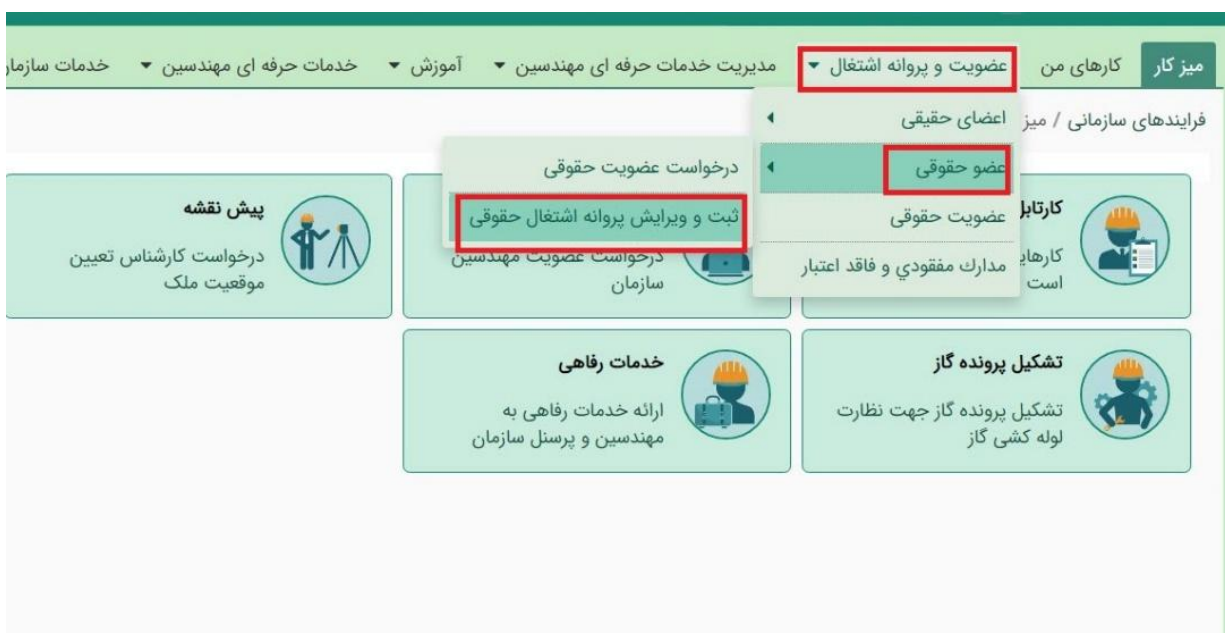 میز کار
کارهای من
عضویت و پروانه اشتغال
مدیریت خدمات حرفه ای مهندسین
آموزش
خدمات حرفه ای مهندسین
خدمات سازمان
فرایندهای سازمانی / میز
اعضای حقیقی
عضو حقوقی
عضویت حقوقی
مدارك مفقودي و فاقد اعتبار
درخواست عضویت حقوقی
ثبت و ویرایش پروانه اشتغال حقوقی
کارتابل
است
درخواست عضویت مهندسین
سازمان
پیش نقشه
درخواست کارشناس تعیین
موقعیت ملک
تشکیل پرونده گاز
تشکیل پرونده گاز جهت نظارت
لوله کشی گاز
خدمات رفاهی
ارائه خدمات رفاهی به
مهندسین و پرسنل سازمان